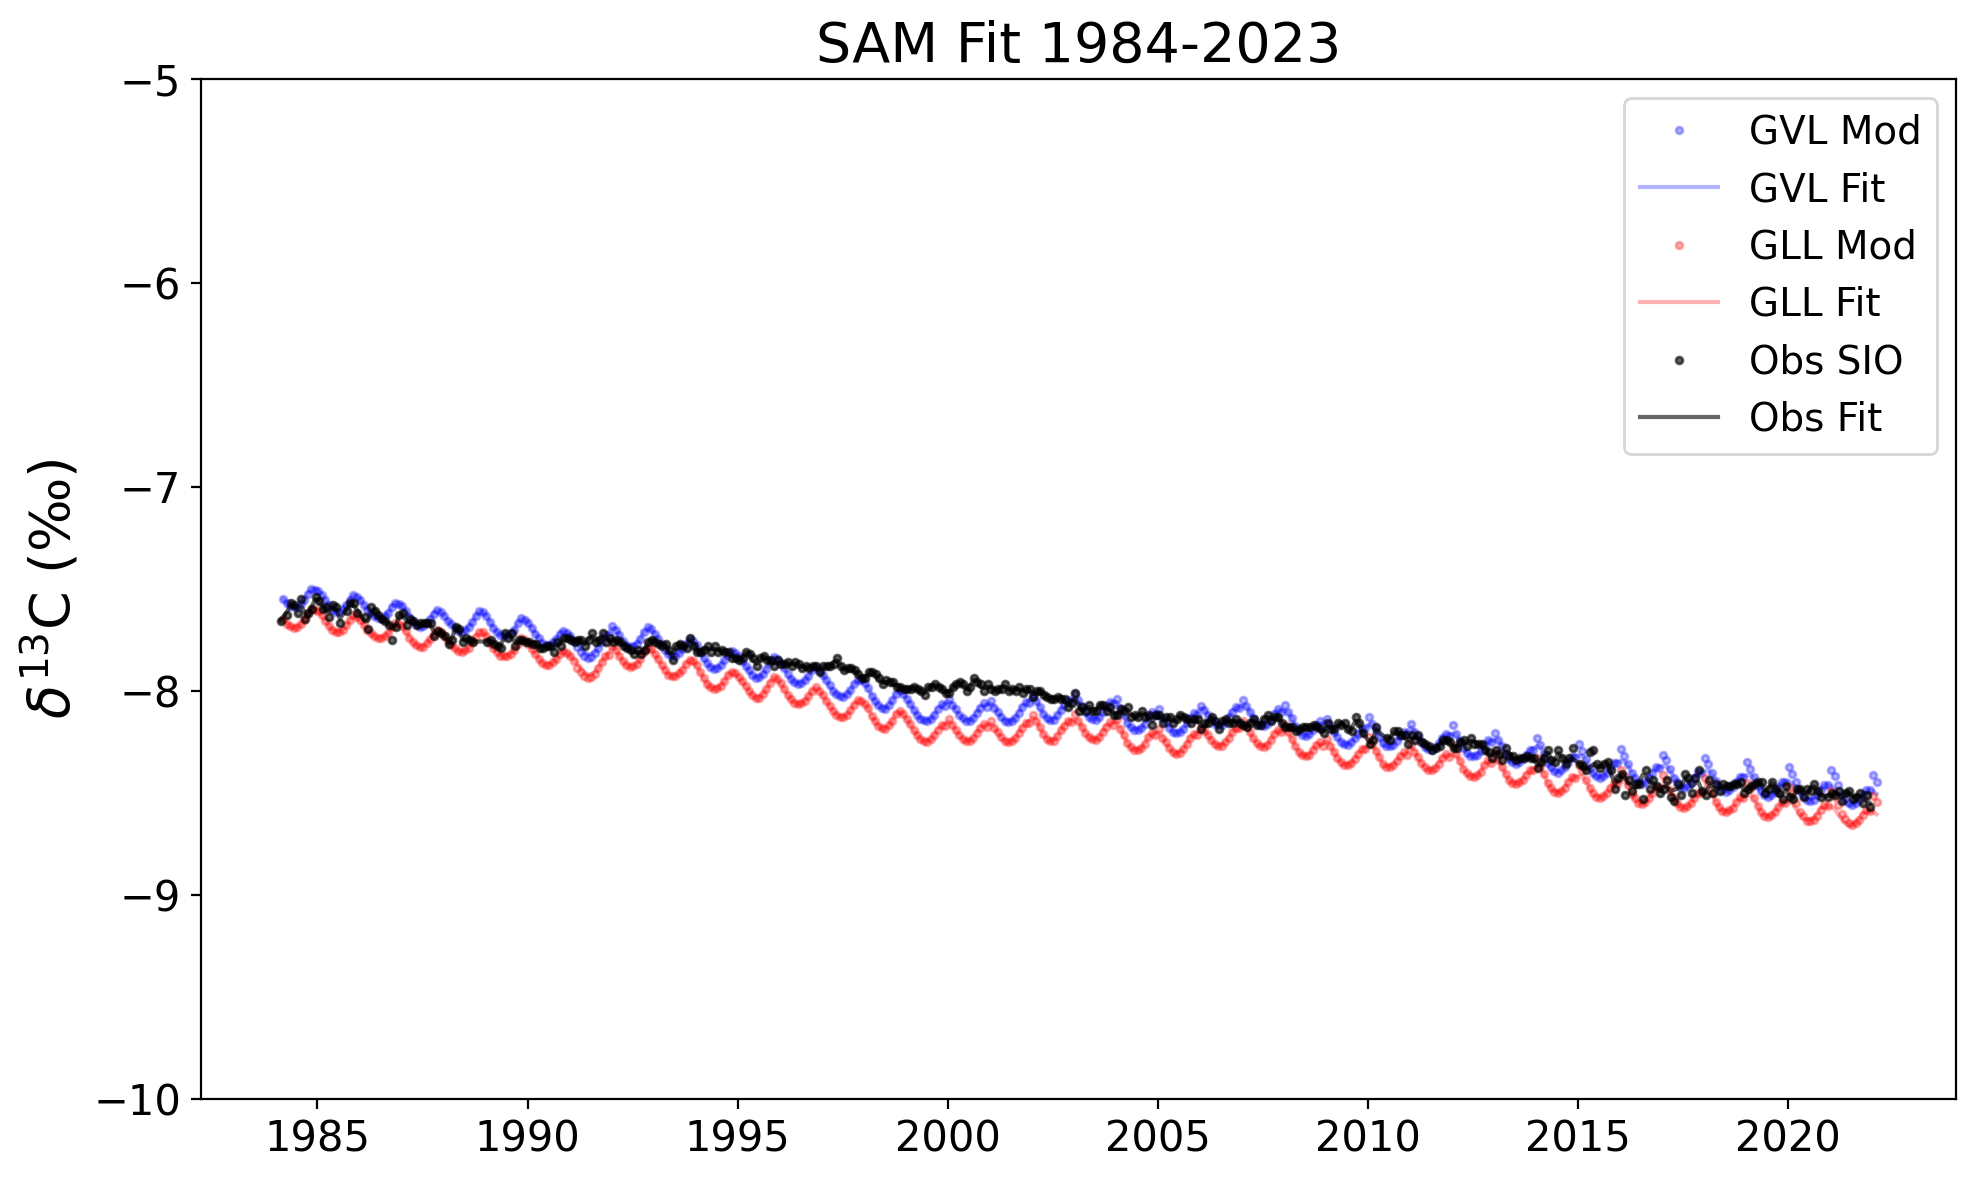 SAM Fit 1984-2023
δ¹³C (‰)
−5
−6
−7
−8
−9
−10
1985 1990 1995 2000 2005 2010 2015 2020
GVL Mod
GVL Fit
GLL Mod
GLL Fit
Obs SIO
Obs Fit